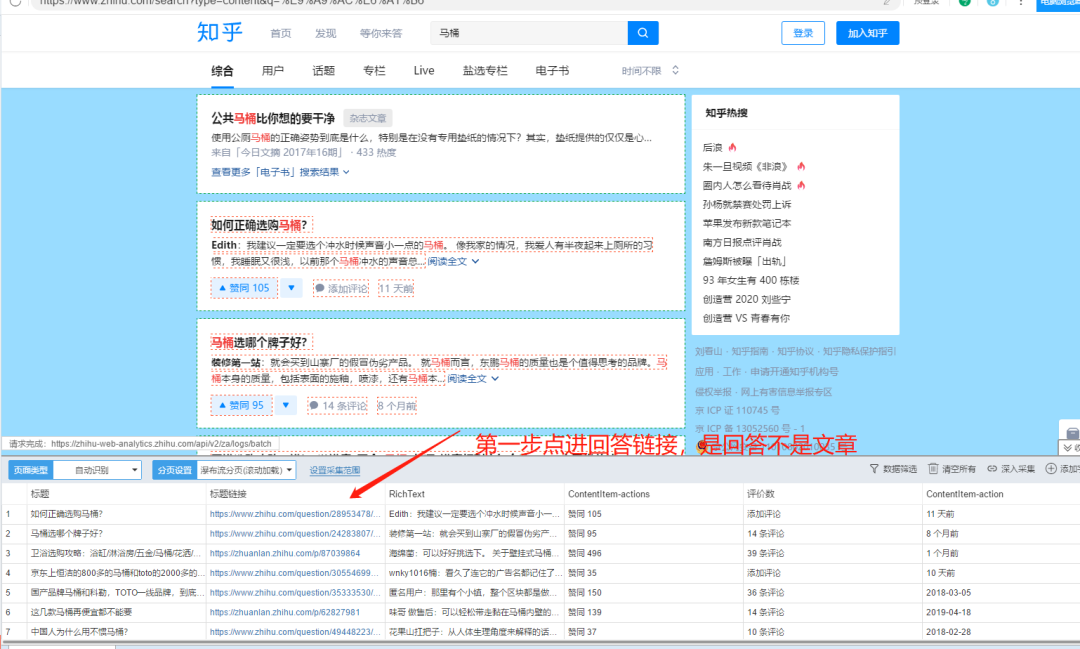 https://www.zhihu.com/search?type=content&q=%E9%A9%AC%E6%A1%B6
知乎 首页 发现 等你来答 马桶 登录 加入知乎
综合 用户 话题 专栏 Live 盐选专栏 电子书 时间不限
公共马桶比你想的要干净 杂志文章
使用公厕马桶的正确姿势到底是什么，特别是在没有专用垫纸的情况下？其实，垫纸提供的仅仅是心...
来自「今日文摘 2017年16期」 · 433 热度
查看更多「电子书」搜索结果
如何正确选购马桶？
Edith：我建议一定要选个冲水时候声音小一点的马桶。 像我家的情况，我爱人有半夜起来上厕所的习
惯，我睡眠又很浅，以前那个马桶冲水的声音总... 阅读全文
赞同 105 添加评论 11 天前
马桶选哪个牌子好？
装修第一站：就会买到山寨厂的假冒伪劣产品。 就马桶而言，东鹏马桶的质量也是个值得思考的品牌。马
桶本身的质量，包括表面的施釉，喷漆，还有马桶本... 阅读全文
赞同 95 14 条评论 8 个月前
知乎热搜
后浪
朱一旦视频《非浪》
圈内人怎么看待肖战
孙杨就禁赛处罚上诉
苹果发布新款笔记本
南方日报点评肖战
詹姆斯被曝「出轨」
93 年女生有 400 栋楼
创造营 2020 刘些宁
创造营 VS 青春有你
刘看山 · 知乎指南 · 知乎协议 · 知乎隐私保护指引
应用 · 工作 · 申请开通知乎机构号
侵权举报 · 网上有害信息举报专区
京 ICP 证 110745 号
京 ICP 备 13052560 号 - 1
请求完成：https://zhihu-web-analytics.zhihu.com/api/v2/za/logs/batch
第一步点进回答链接，是回答不是文章
页面类型 自动识别 分页设置 瀑布流分页(滚动加载) 设置采集范围 数据筛选 清空所有 深入采集 添加字
标题 标题链接 RichText ContentItem-actions 评价数 ContentItem-action
1 如何正确选购马桶? https://www.zhihu.com/question/28953478/... Edith：我建议一定要选个冲水时候声音小一... 赞同 105 添加评论 11 天前
2 马桶选哪个牌子好? https://www.zhihu.com/question/24283807/... 装修第一站：就会买到山寨厂的假冒伪劣产... 赞同 95 14 条评论 8 个月前
3 卫浴选购攻略：浴缸/淋浴房/五金/马桶/花洒/... https://zhuanlan.zhihu.com/p/87039864 海绵菌：可以好好挑选下。 关于壁挂式马桶... 赞同 496 39 条评论 1 个月前
4 京东上恒洁的800多的马桶和toto的2000多的... https://www.zhihu.com/question/30554699... wnky1016楠：看久了连它的广告名都记住了... 赞同 35 添加评论 10 天前
5 国产品牌马桶和科勒，TOTO一线品牌，到底... https://www.zhihu.com/question/35333530/... 匿名用户：那里有个小值，整个区块都是做... 赞同 150 36 条评论 2018-03-05
6 这几款马桶再便宜都不能要 https://zhuanlan.zhihu.com/p/62827981 味哥 做售后：可以轻松带连黏在马桶内壁的... 赞同 139 14 条评论 2019-04-18
7 中国人为什么用不惯马桶? https://www.zhihu.com/question/49448223/... 花果山扛把子：从人体生理角度来解释的话... 赞同 37 10 条评论 2018-02-28